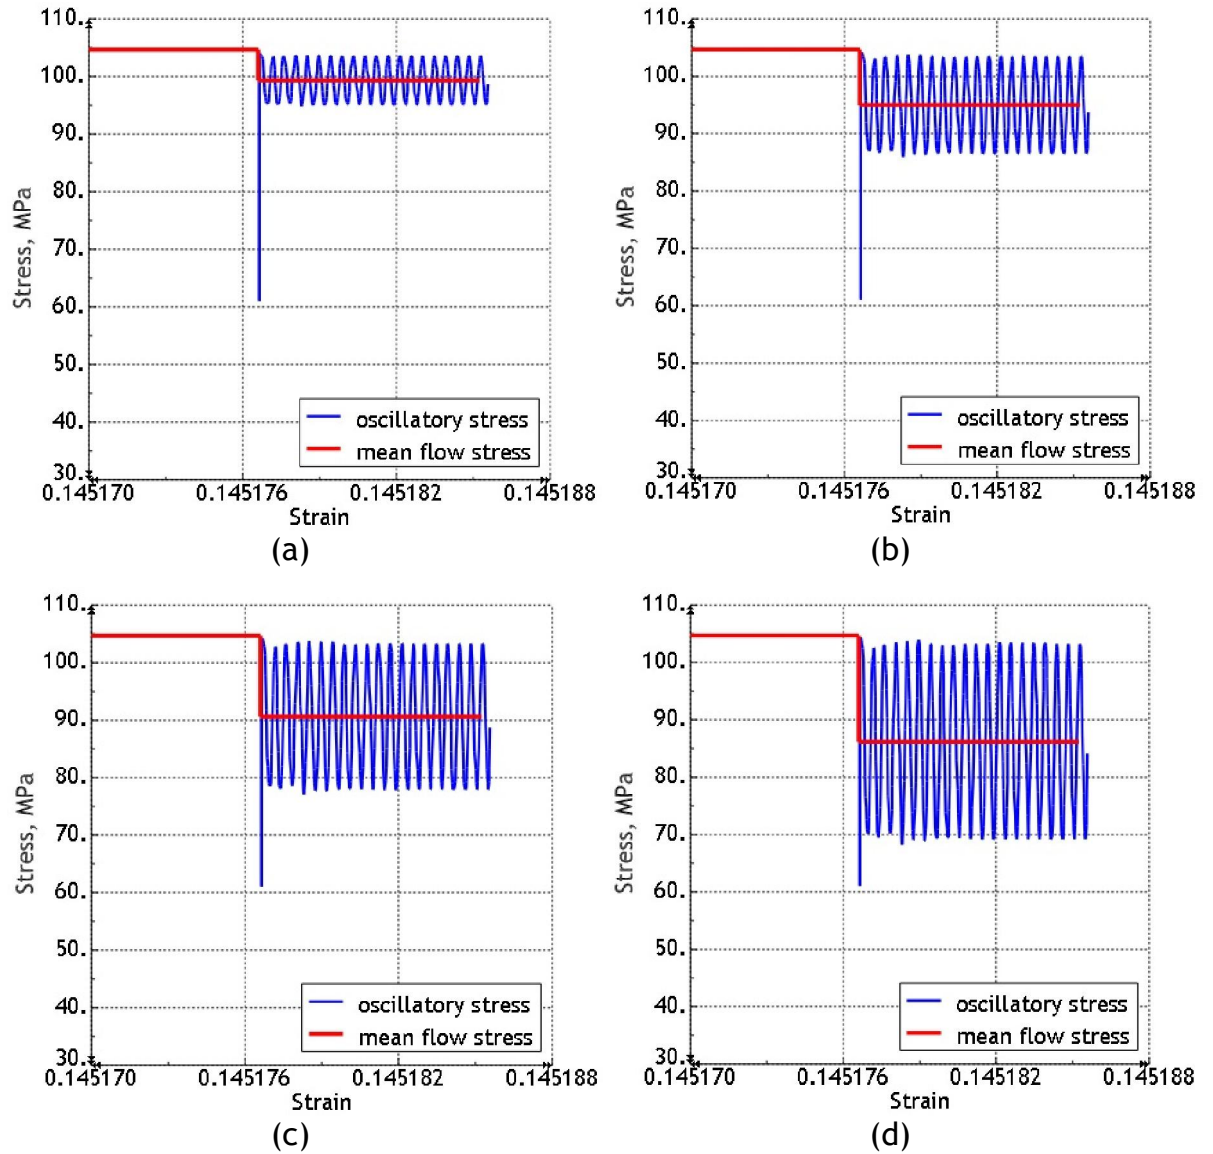 110.
100.
90.
80.
70.
60.
50.
40.
30.
Stress, MPa
oscillatory stress
mean flow stress
0.145170 0.145176 0.145182 0.145188
Strain
(a)
110.
100.
90.
80.
70.
60.
50.
40.
30.
Stress, MPa
oscillatory stress
mean flow stress
0.145170 0.145176 0.145182 0.145188
Strain
(b)
110.
100.
90.
80.
70.
60.
50.
40.
30.
Stress, MPa
oscillatory stress
mean flow stress
0.145170 0.145176 0.145182 0.145188
Strain
(c)
110.
100.
90.
80.
70.
60.
50.
40.
30.
Stress, MPa
oscillatory stress
mean flow stress
0.145170 0.145176 0.145182 0.145188
Strain
(d)